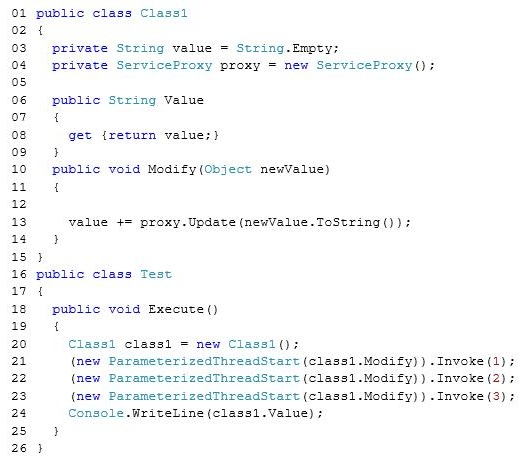 01 public class Class1
02 {
03   private String value = String.Empty;
04   private ServiceProxy proxy = new ServiceProxy();
05
06   public String Value
07   {
08     get {return value;}
09   }
10   public void Modify(Object newValue)
11   {
12
13     value += proxy.Update(newValue.ToString());
14   }
15 }
16 public class Test
17 {
18   public void Execute()
19   {
20     Class1 class1 = new Class1();
21     (new ParameterizedThreadStart(class1.Modify)).Invoke(1);
22     (new ParameterizedThreadStart(class1.Modify)).Invoke(2);
23     (new ParameterizedThreadStart(class1.Modify)).Invoke(3);
24     Console.WriteLine(class1.Value);
25   }
26 }